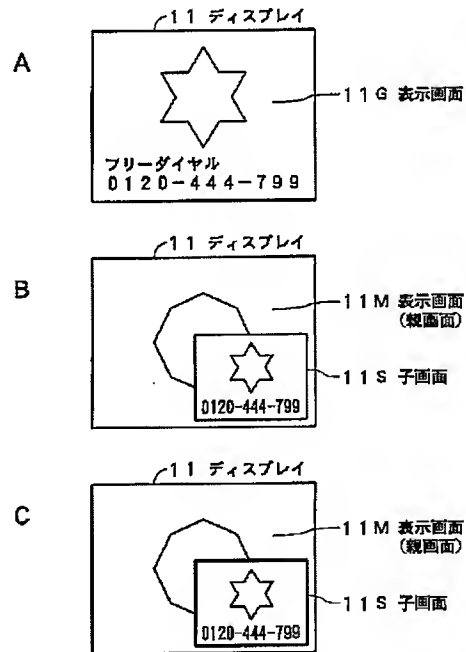 11 ディスプレイ
A
11G 表示画面
フリーダイヤル
0120-444-799
11 ディスプレイ
B
11M 表示画面
(親画面)
11S 子画面
0120-444-799
11 ディスプレイ
C
11M 表示画面
(親画面)
11S 子画面
0120-444-799